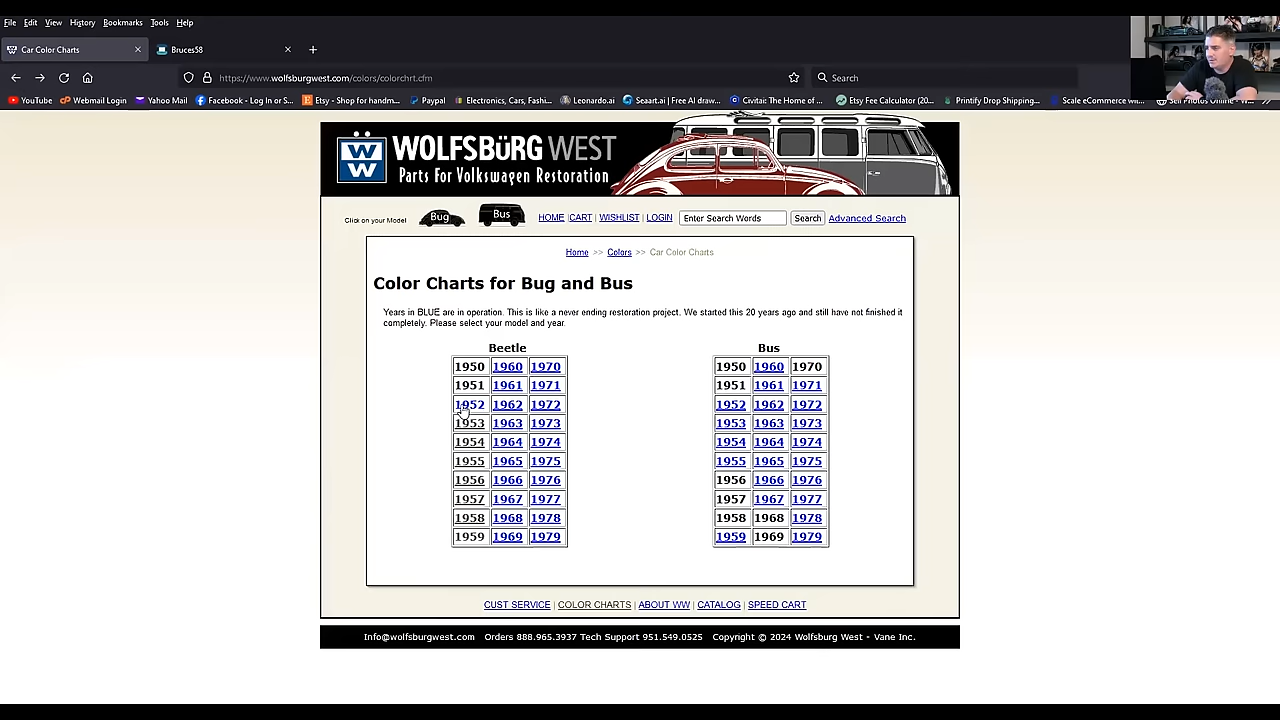 File Edit View History Bookmarks Tools Help
Car Color Charts
Bruces58
https://www.wolfsburgwest.com/colors/colorchrt.cfm
Search
YouTube
Webmail Login
Yahoo Mail
Facebook - Log In or S...
Etsy - Shop for handm...
Paypal
Electronics, Cars, Fashi...
Leonardo.ai
Seaart.ai | Free AI draw...
Civitai: The Home of ...
Etsy Fee Calculator (20...
Printify Drop Shipping...
Scale eCommerce wi...
WOLFSBÜRG WEST
Parts For Volkswagen Restoration
Click on your Model
Bug
Bus
HOME | CART | WISHLIST | LOGIN
Enter Search Words
Search
Advanced Search
Home >> Colors >> Car Color Charts
Color Charts for Bug and Bus
Years in BLUE are in operation. This is like a never ending restoration project. We started this 20 years ago and still have not finished it
completely. Please select your model and year.
Beetle
1950 1960 1970
1951 1961 1971
1952 1962 1972
1953 1963 1973
1954 1964 1974
1955 1965 1975
1956 1966 1976
1957 1967 1977
1958 1968 1978
1959 1969 1979
Bus
1950 1960 1970
1951 1961 1971
1952 1962 1972
1953 1963 1973
1954 1964 1974
1955 1965 1975
1956 1966 1976
1957 1967 1977
1958 1968 1978
1959 1969 1979
CUST SERVICE | COLOR CHARTS | ABOUT WW | CATALOG | SPEED CART
Info@wolfsburgwest.com Orders 888.965.3937 Tech Support 951.549.0525 Copyright © 2024 Wolfsburg West - Vane Inc.